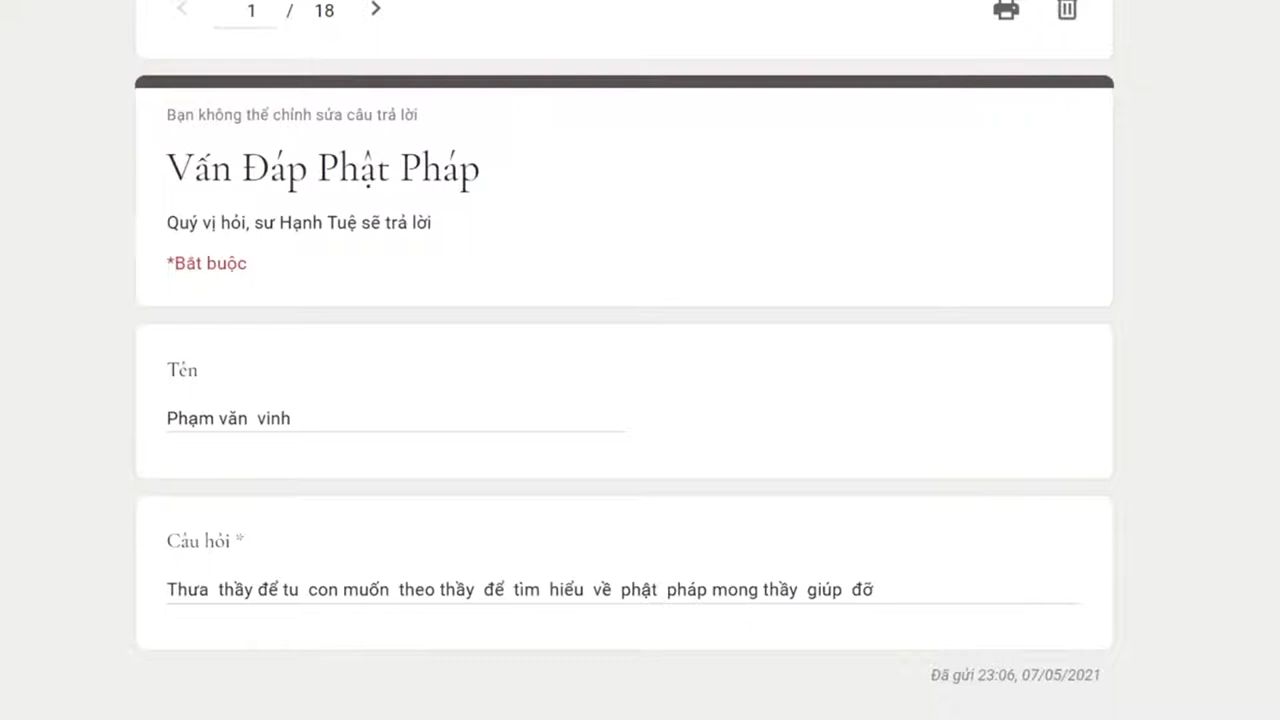 1 / 18
Bạn không thể chỉnh sửa câu trả lời
Vấn Đáp Phật Pháp
Quý vị hỏi, sư Hạnh Tuệ sẽ trả lời
*Bắt buộc
Tên
Phạm văn  vinh
Câu hỏi *
Thưa  thầy để tu  con muốn  theo thầy  để  tìm  hiểu  về  phật  pháp mong thầy  giúp  đỡ
Đã gửi 23:06, 07/05/2021